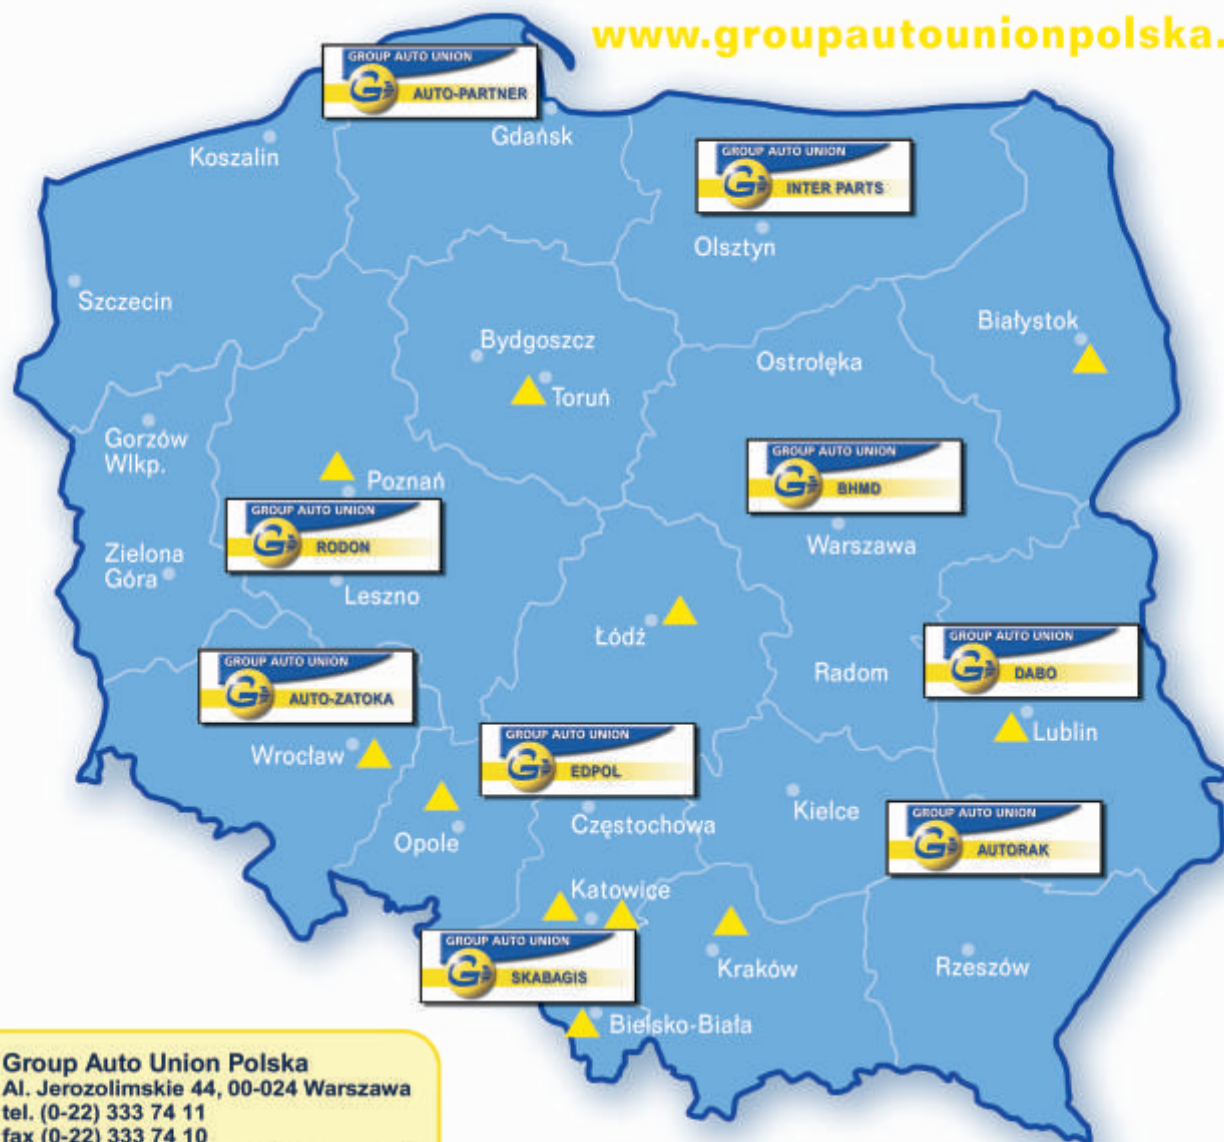 www.groupautounionpolska.
GROUP AUTO UNION
AUTO-PARTNER
Gdańsk
Koszalin
GROUP AUTO UNION
INTER PARTS
Olsztyn
Szczecin
Białystok
Bydgoszcz
Ostrołęka
Toruń
Gorzów
Wlkp.
Poznań
GROUP AUTO UNION
BHMD
GROUP AUTO UNION
RODON
Warszawa
Zielona
Góra
Leszno
Łódź
GROUP AUTO UNION
DABO
GROUP AUTO UNION
AUTO-ZATOKA
Radom
Lublin
Wrocław
GROUP AUTO UNION
EDPOL
Kielce
Częstochowa
Opole
GROUP AUTO UNION
AUTORAK
Katowice
GROUP AUTO UNION
SKABAGIS
Kraków
Rzeszów
Bielsko-Biała
Group Auto Union Polska
Al. Jerozolimskie 44, 00-024 Warszawa
tel. (0-22) 333 74 11
fax (0-22) 333 74 10